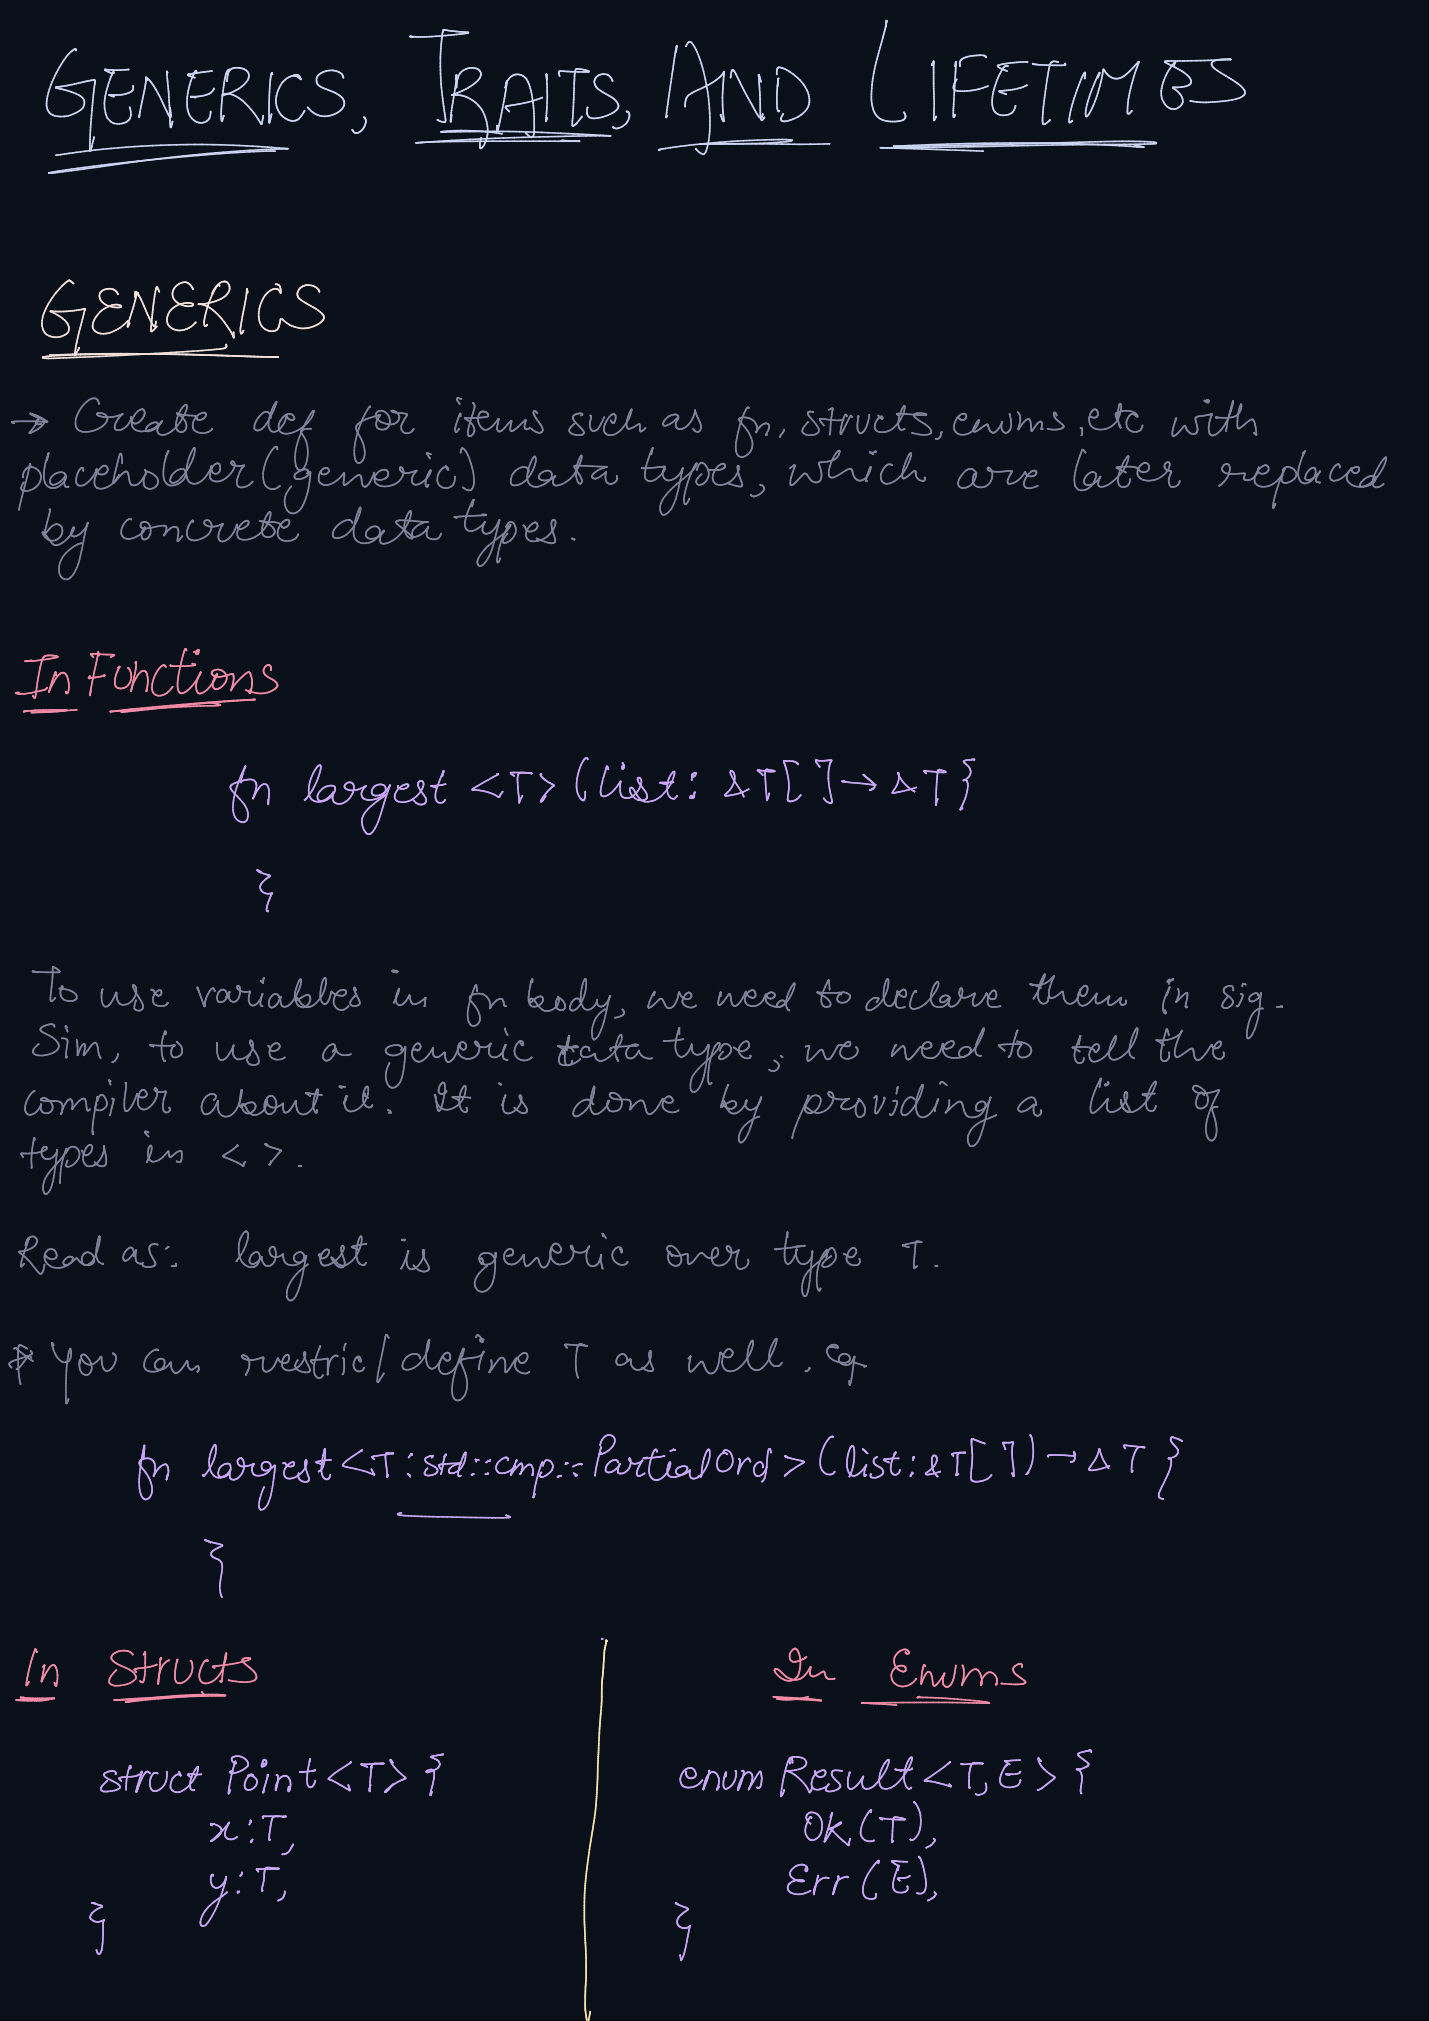 GENERICS, TRAITS, AND LIFETIMES
GENERICS
→ Create def for items such as fn, structs, enums, etc with
placeholder (generic) data types, which are later replaced
by concrete data types.
In Functions
fn largest <T> (list: &T[] → &T {
}
To use variables in fn body, we need to declare them in sig.
Sim, to use a generic data type, we need to tell the
compiler about it. It is done by providing a list of
types in < >.
Read as: largest is generic over type T.
* You can restric/define T as well. eg
fn largest <T: std::cmp::PartialOrd> (list: &T[]) → &T {
}
In Structs
struct Point <T> {
x: T,
y: T,
}
In Enums
enum Result <T, E> {
Ok (T),
Err (E),
}